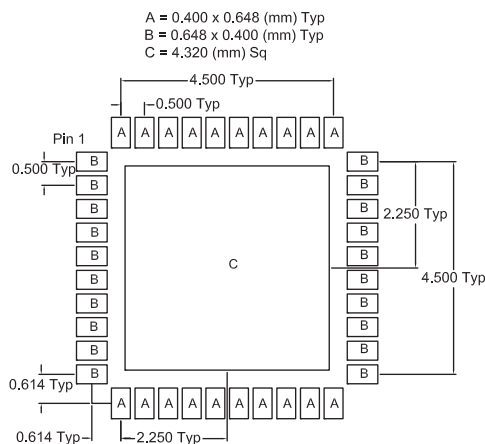 A = 0.400 x 0.648 (mm) Typ
B = 0.648 x 0.400 (mm) Typ
C = 4.320 (mm) Sq
4.500 Typ
0.500 Typ
A A A A A A A A A A
Pin 1
0.500 Typ
B B B B B B B B B B
C
B B B B B B B B B B
2.250 Typ
4.500 Typ
0.614 Typ
A A A A A A A A A A
0.614 Typ
2.250 Typ